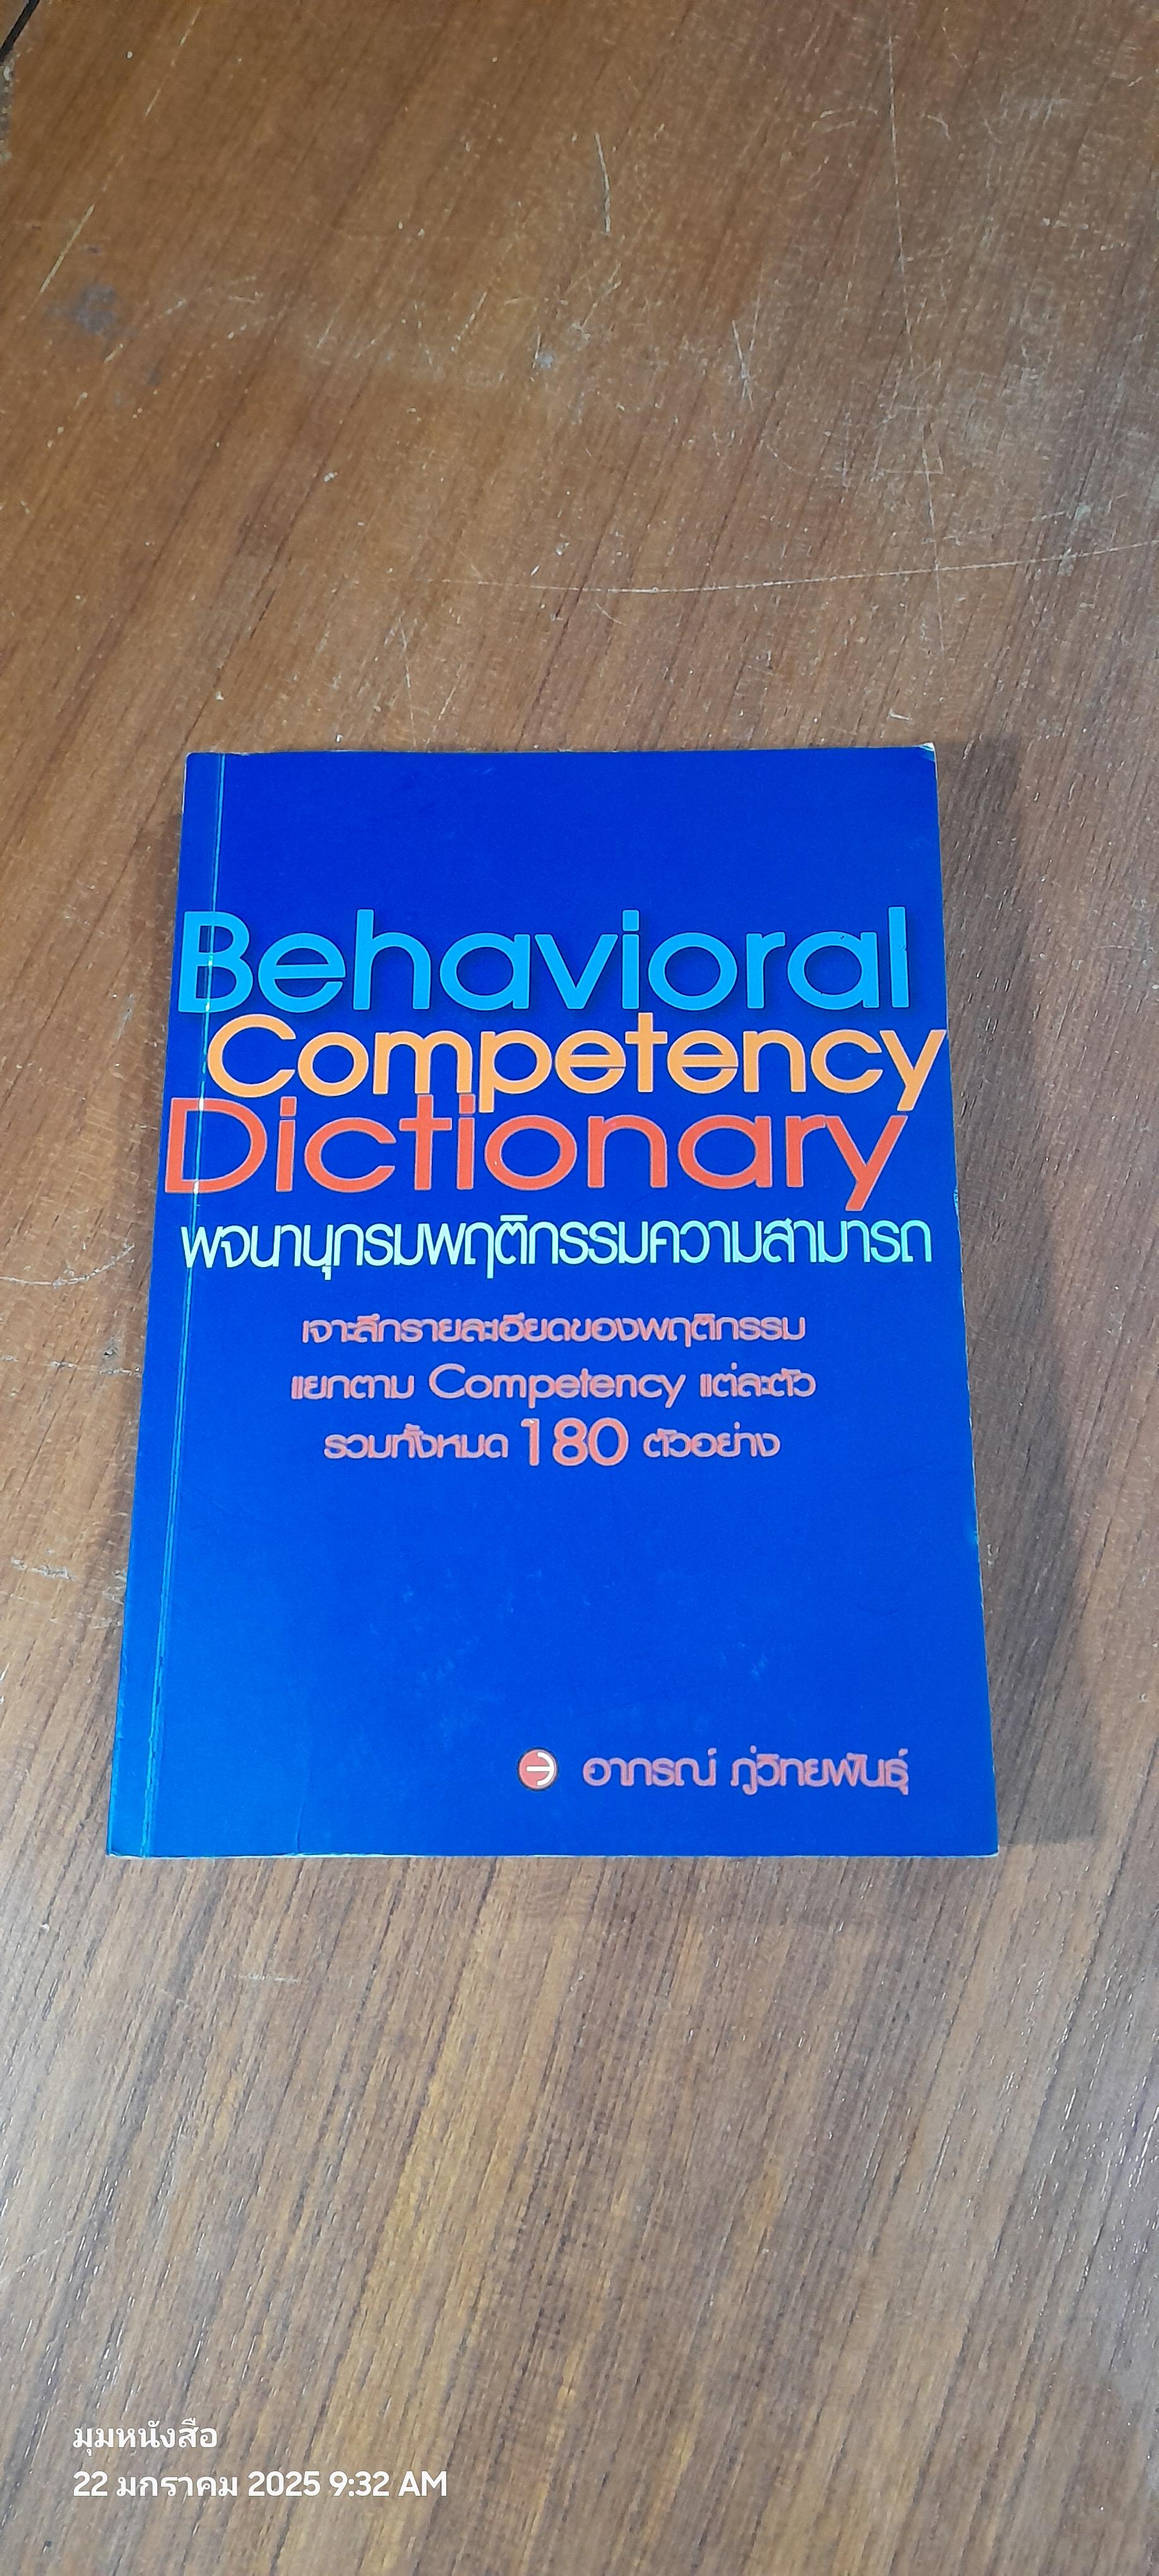 Behavioral
Competency
Dictionary
พจนานุกรมพฤติกรรมความสามารถ
เจาะลึกรายละเอียดของพฤติกรรม
แยกตาม Competency แต่ละตัว
รวมทั้งหมด 180 ตัวอย่าง
อาภรณ์ ภู่วิทยพันธุ์
มุมหนังสือ
22 มกราคม 2025 9:32 AM